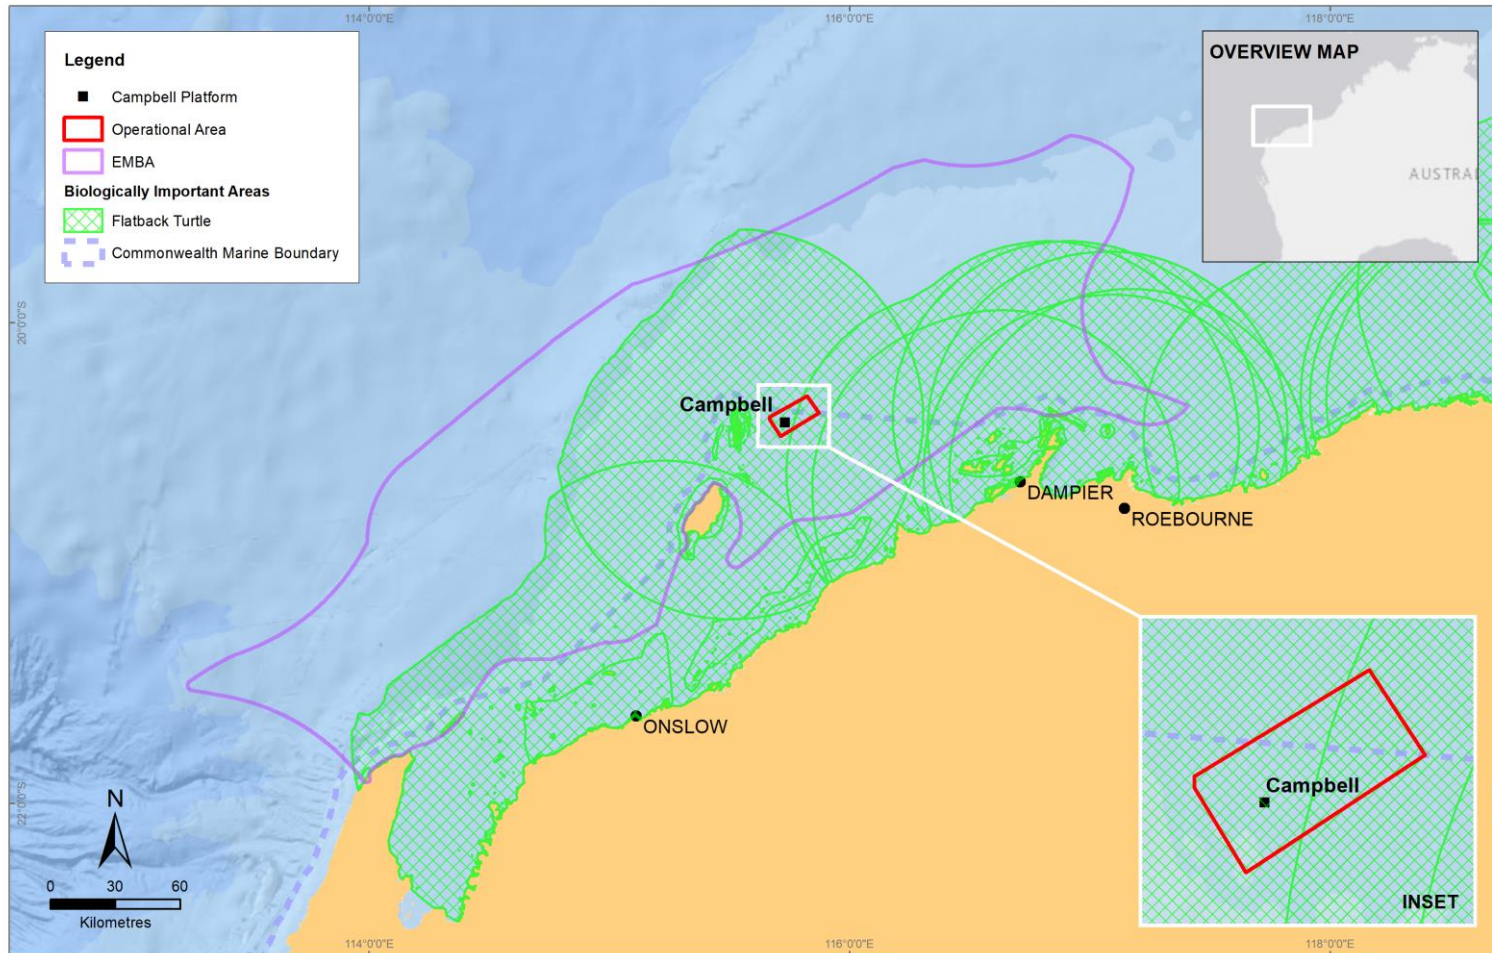 114°0'0"E
116°0'0"E
118°0'0"E
Legend
Campbell Platform
Operational Area
EMBA
Biologically Important Areas
Flatback Turtle
Commonwealth Marine Boundary
OVERVIEW MAP
AUSTRA
20°0'0"S
Campbell
DAMPIER
ROEBOURNE
ONSLOW
22°0'0"S
N
0 30 60
Kilometres
Campbell
INSET
114°0'0"E
116°0'0"E
118°0'0"E